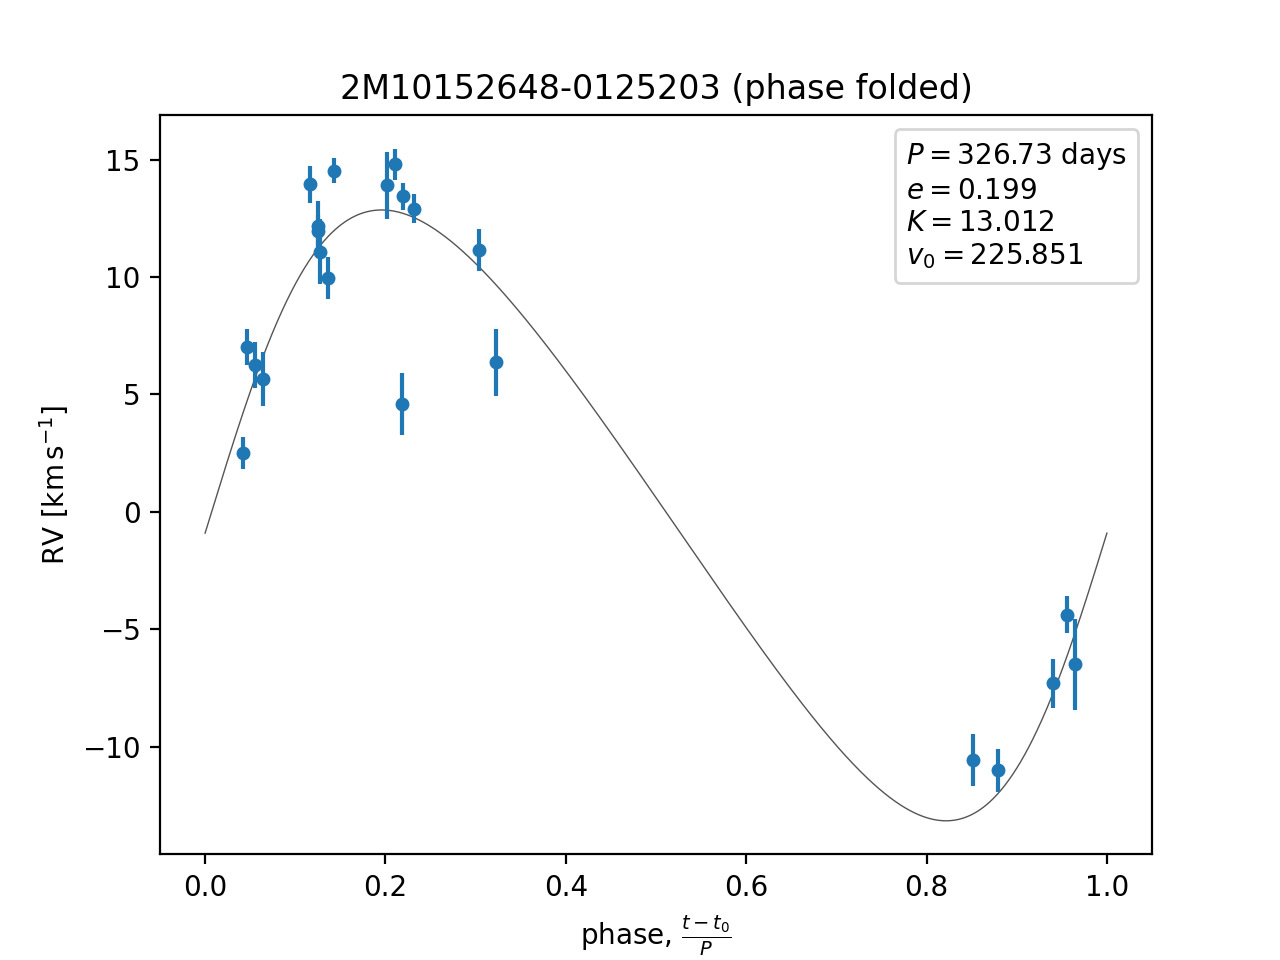 2M10152648-0125203 (phase folded)
P = 326.73 days
e = 0.199
K = 13.012
v₀ = 225.851
15
10
5
0
−5
−10
RV [km s⁻¹]
0.0 0.2 0.4 0.6 0.8 1.0
phase, (t − t₀)/P